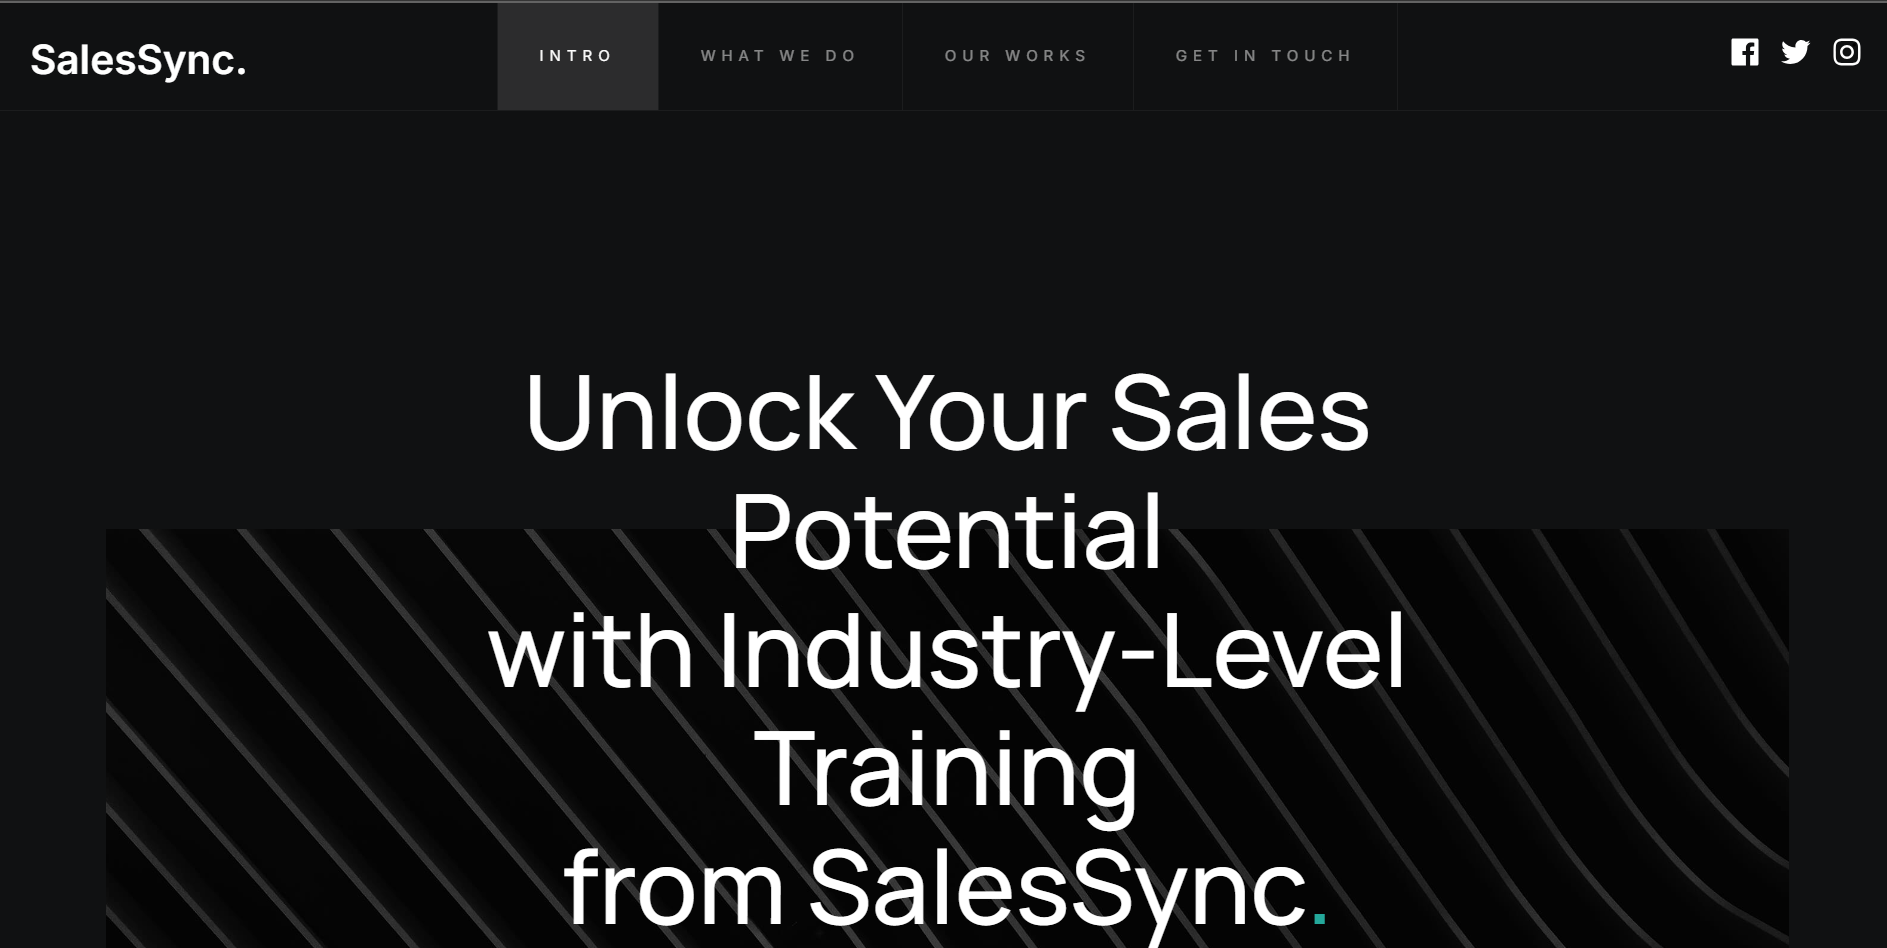 SalesSync.
INTRO
WHAT WE DO
OUR WORKS
GET IN TOUCH
Unlock Your Sales
Potential
with Industry-Level
Training
from SalesSync.